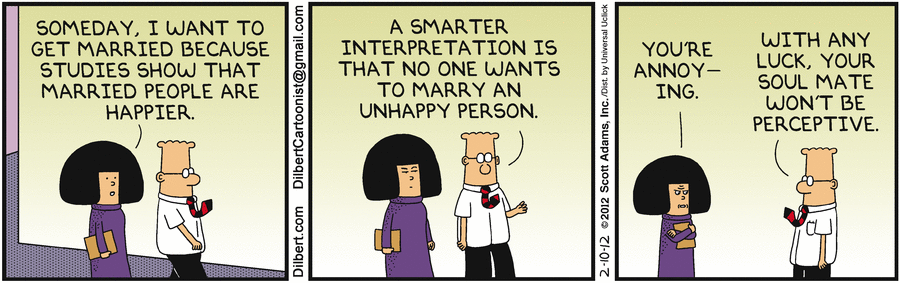 SOMEDAY, I WANT TO
GET MARRIED BECAUSE
STUDIES SHOW THAT
MARRIED PEOPLE ARE
HAPPIER.
Dilbert.com DilbertCartoonist@gmail.com
A SMARTER
INTERPRETATION IS
THAT NO ONE WANTS
TO MARRY AN
UNHAPPY PERSON.
2-10-12 ©2012 Scott Adams, Inc. /Dist. by Universal Uclick
YOU'RE
ANNOY-
ING.
WITH ANY
LUCK, YOUR
SOUL MATE
WON'T BE
PERCEPTIVE.